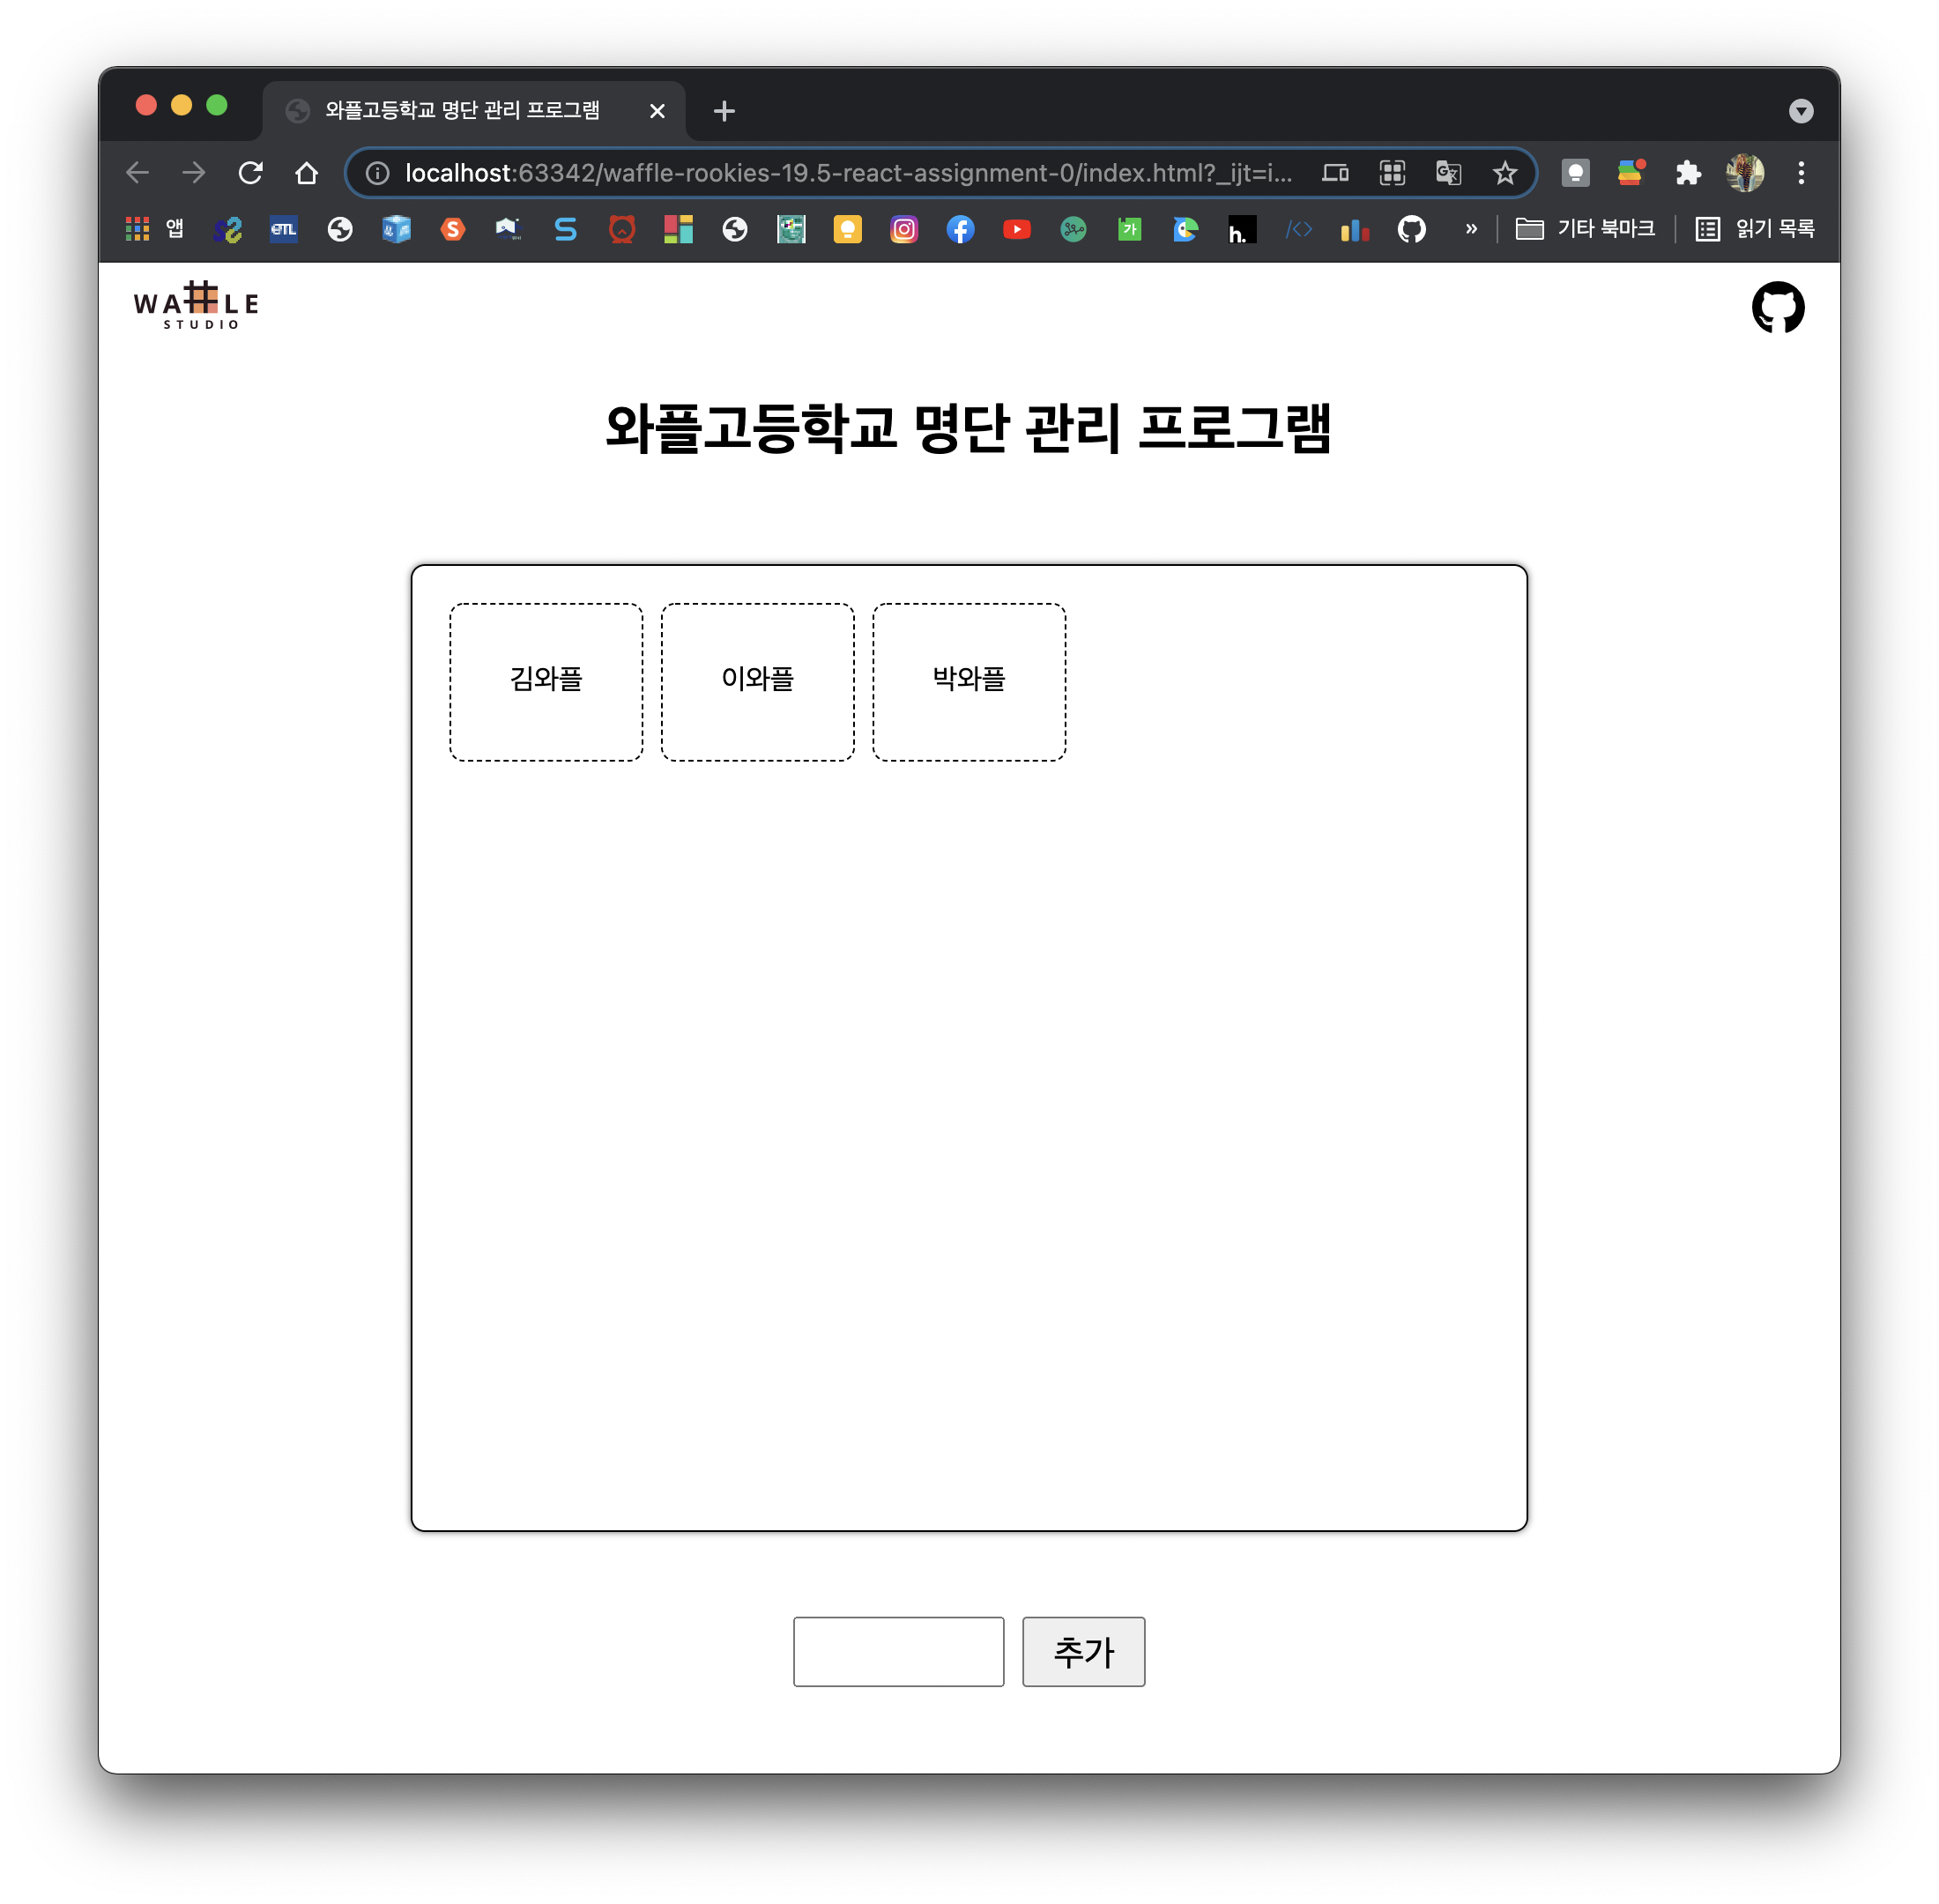 와플고등학교 명단 관리 프로그램
localhost:63342/waffle-rookies-19.5-react-assignment-0/index.html?_ijt=i...
앱
eTL
S
가
h.
</>
»
기타 북마크
읽기 목록
WAFFLE
STUDIO
와플고등학교 명단 관리 프로그램
김와플 이와플 박와플
추가